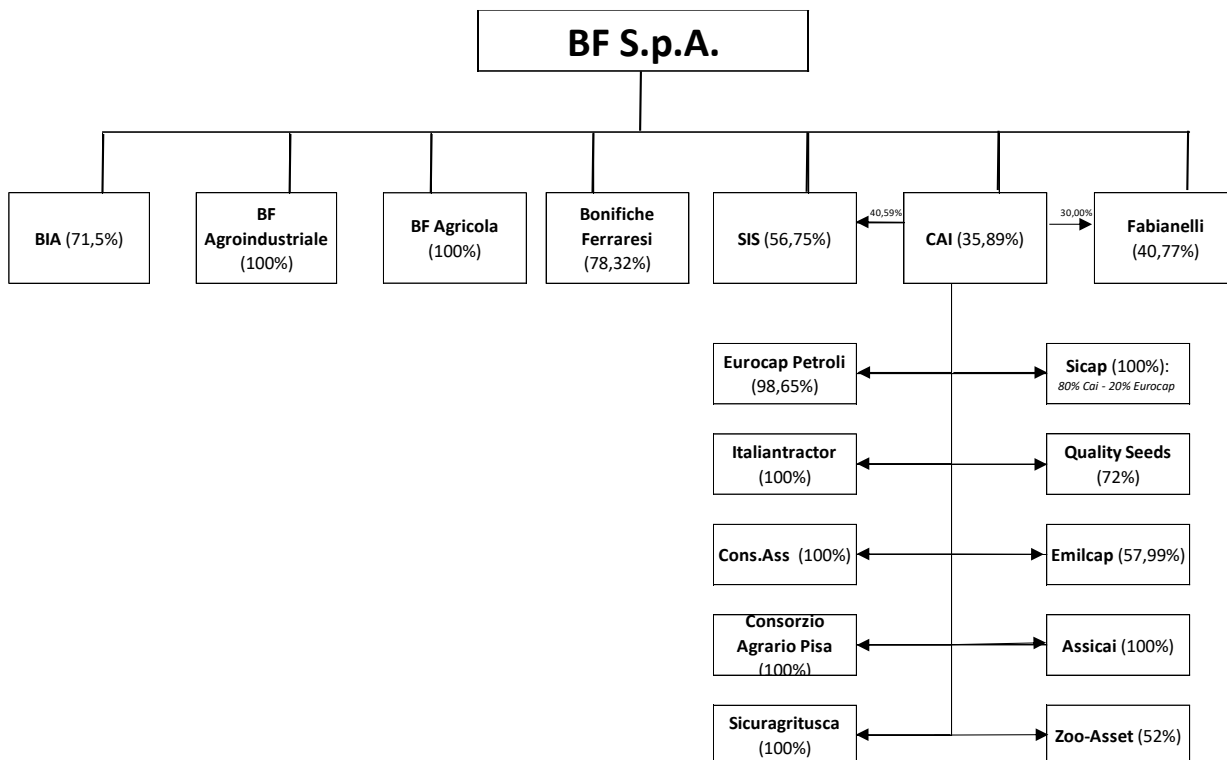 BF S.p.A.
BIA (71,5%)
BF
Agroindustriale
(100%)
BF Agricola
(100%)
Bonifiche
Ferraresi
(78,32%)
SIS (56,75%)
40,59%
CAI (35,89%)
30,00%
Fabianelli
(40,77%)
Eurocap Petroli
(98,65%)
Sicap (100%):
80% Cai - 20% Eurocap
Italiantractor
(100%)
Quality Seeds
(72%)
Cons.Ass (100%)
Emilcap (57,99%)
Consorzio
Agrario Pisa
(100%)
Assicai (100%)
Sicuragritusca
(100%)
Zoo-Asset (52%)